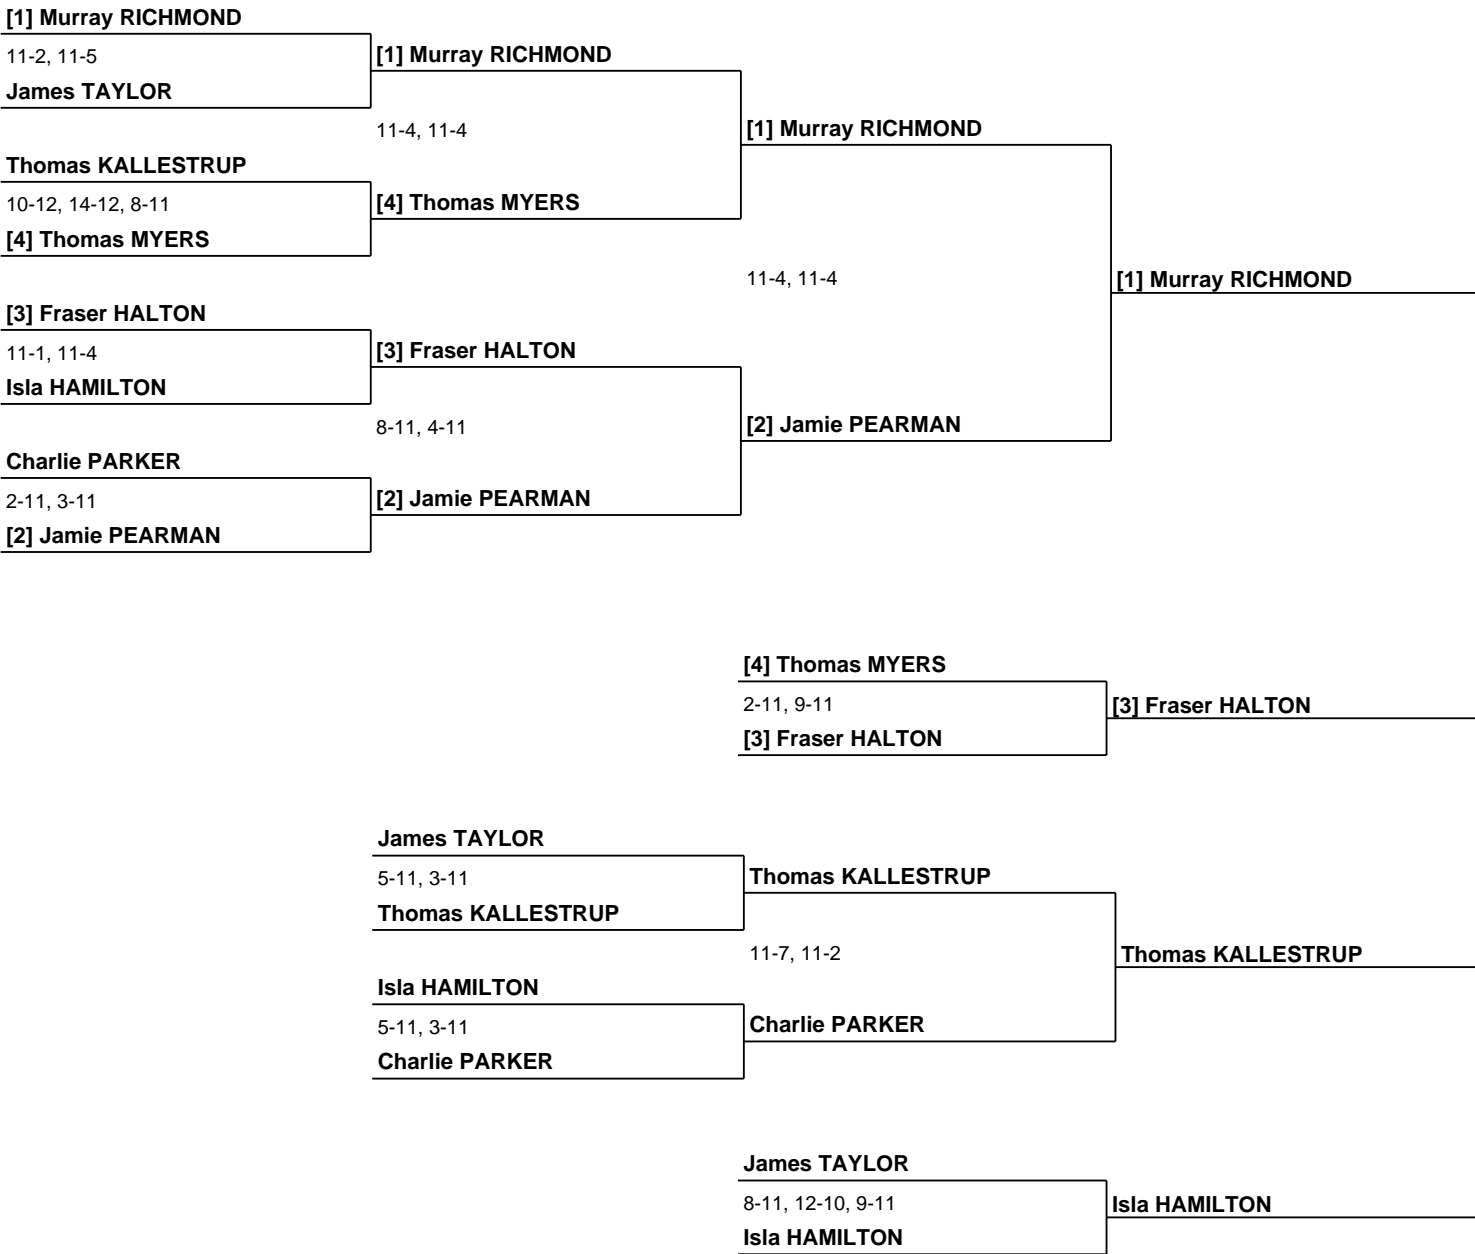 [1] Murray RICHMOND
11-2, 11-5
[1] Murray RICHMOND
James TAYLOR
11-4, 11-4
[1] Murray RICHMOND
Thomas KALLESTRUP
10-12, 14-12, 8-11
[4] Thomas MYERS
[4] Thomas MYERS
11-4, 11-4
[1] Murray RICHMOND
[3] Fraser HALTON
11-1, 11-4
[3] Fraser HALTON
Isla HAMILTON
8-11, 4-11
[2] Jamie PEARMAN
Charlie PARKER
2-11, 3-11
[2] Jamie PEARMAN
[2] Jamie PEARMAN
[4] Thomas MYERS
2-11, 9-11
[3] Fraser HALTON
[3] Fraser HALTON
James TAYLOR
5-11, 3-11
Thomas KALLESTRUP
Thomas KALLESTRUP
11-7, 11-2
Thomas KALLESTRUP
Isla HAMILTON
5-11, 3-11
Charlie PARKER
Charlie PARKER
James TAYLOR
8-11, 12-10, 9-11
Isla HAMILTON
Isla HAMILTON